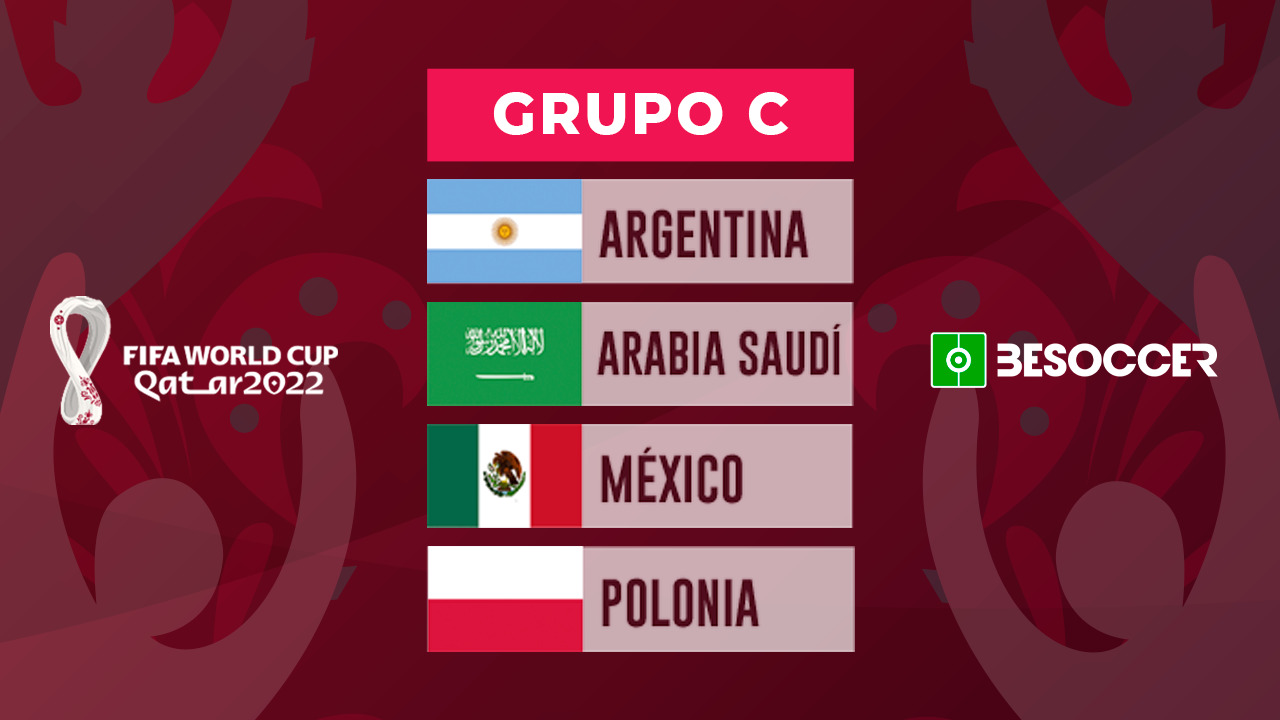 GRUPO C
ARGENTINA
ARABIA SAUDÍ
MÉXICO
POLONIA
FIFA WORLD CUP
Qatar2022
BESOCCER